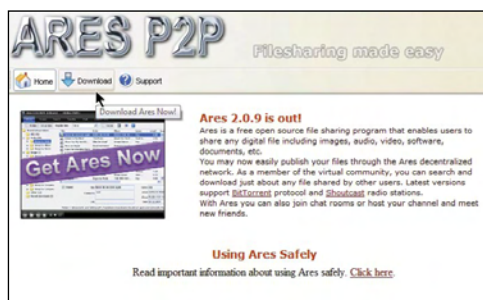 ARES P2P
Filesharing made easy
Home Download Support
Download Ares Now!
Get Ares Now
Ares 2.0.9 is out!
Ares is a free open source file sharing program that enables users to
share any digital file including images, audio, video, software,
documents, etc.
You may now easily publish your files through the Ares decentralized
network. As a member of the virtual community, you can search and
download just about any file shared by other users. Latest versions
support BitTorrent protocol and Shoutcast radio stations.
With Ares you can also join chat rooms or host your channel and meet
new friends.
Using Ares Safely
Read important information about using Ares safely. Click here.